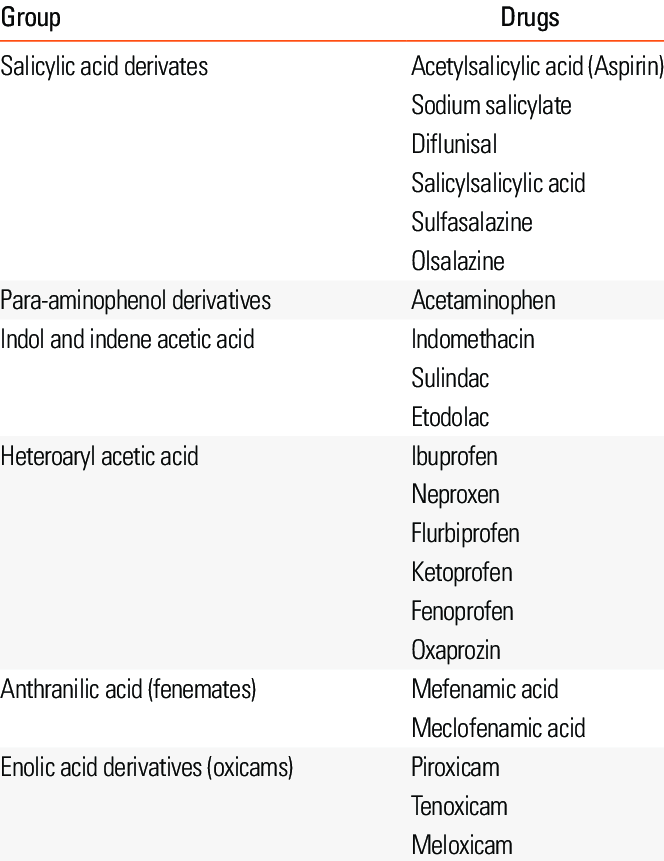 Group Drugs
Salicylic acid derivates Acetylsalicylic acid (Aspirin)
Sodium salicylate
Diflunisal
Salicylsalicylic acid
Sulfasalazine
Olsalazine
Para-aminophenol derivatives Acetaminophen
Indol and indene acetic acid Indomethacin
Sulindac
Etodolac
Heteroaryl acetic acid Ibuprofen
Neproxen
Flurbiprofen
Ketoprofen
Fenoprofen
Oxaprozin
Anthranilic acid (fenemates) Mefenamic acid
Meclofenamic acid
Enolic acid derivatives (oxicams) Piroxicam
Tenoxicam
Meloxicam